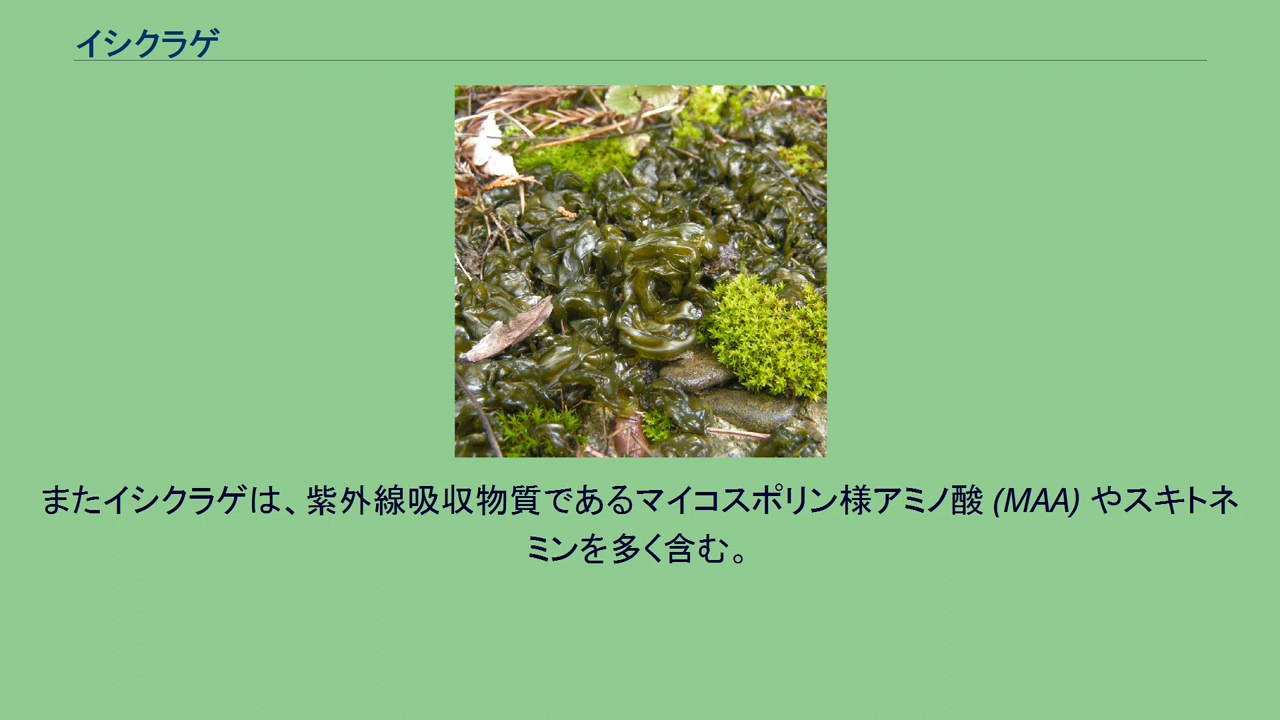 イシクラゲ
またイシクラゲは、紫外線吸収物質であるマイコスポリン様アミノ酸 (MAA) やスキトネ
ミンを多く含む。